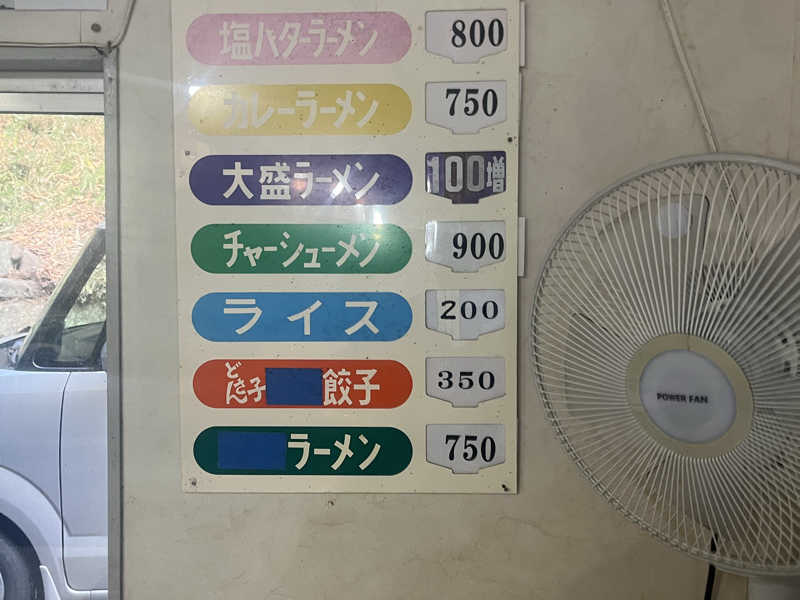 塩バターラーメン 800
カレーラーメン 750
大盛ラーメン 100増
チャーシューメン 900
ライス 200
どさん子 餃子 350
ラーメン 750
POWER FAN